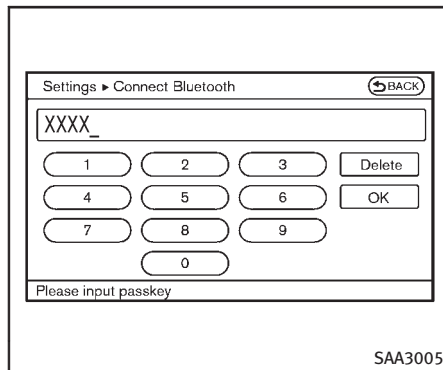 Settings ▸ Connect Bluetooth BACK
XXXX_
1 2 3 Delete
4 5 6 OK
7 8 9
0
Please input passkey
SAA3005